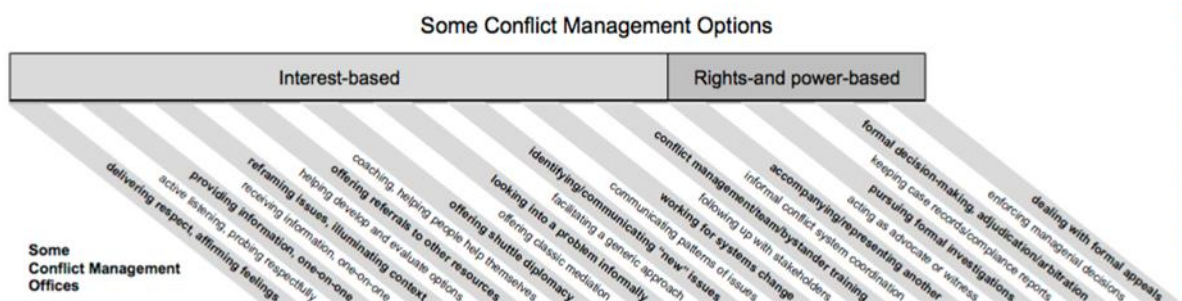 Some Conflict Management Options
Interest-based
Rights-and power-based
delivering respect, affirming feelings
active listening, probing respectfully
providing information, one-on-one
receiving information, one-on-one
reframing issues, illuminating context
helping develop and evaluate options
offering referrals to other resources
coaching, helping people help themselves
offering shuttle diplomacy
offering classic mediation
looking into a problem informally
facilitating a generic approach
identifying/communicating "new" issues
communicating patterns of issues
working for systems change
following up with stakeholders
conflict management/team/bystander training
informal conflict system coordination
accompanying/representing another
acting as advocate or witness
pursuing formal investigations
keeping case records/compliance reports
formal decision-making, adjudication/arbitration
enforcing managerial decisions
dealing with formal appeals
Some
Conflict Management
Offices